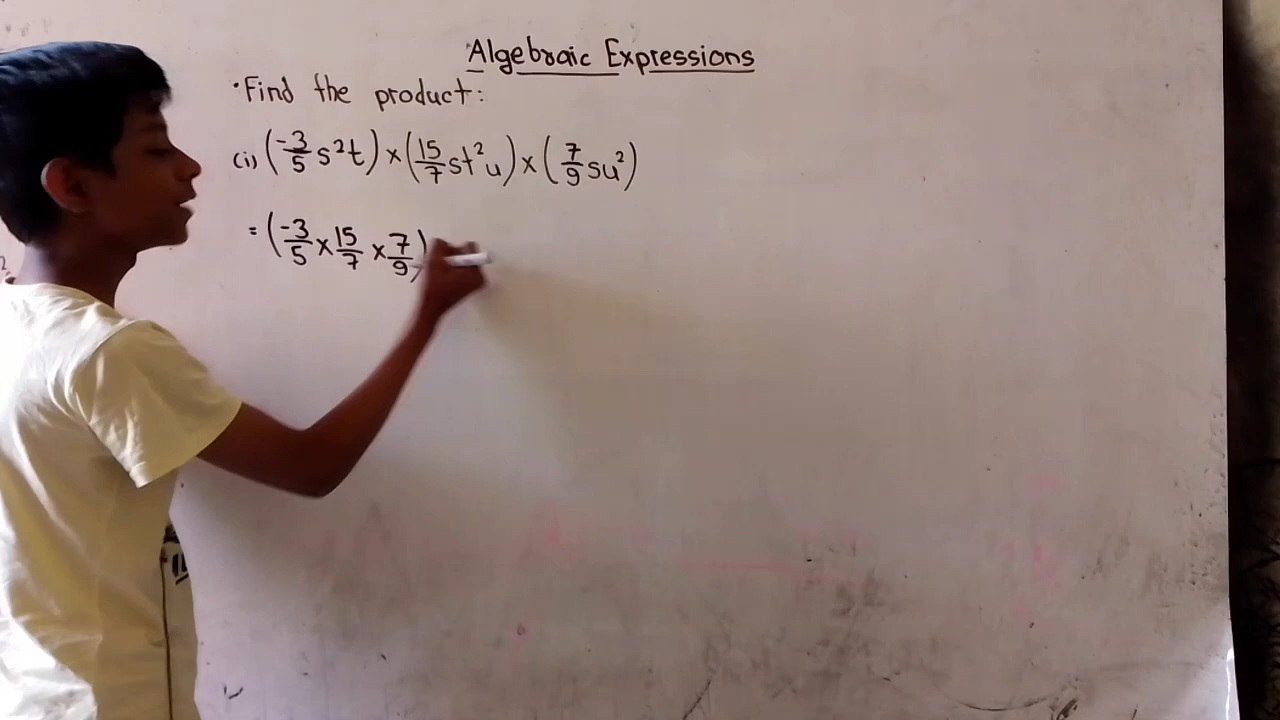 Algebraic Expressions
•Find the product:
(i) (-3/5 s²t) × (15/7 st²u) × (7/9 su²)
= (-3/5 × 15/7 × 7/9)